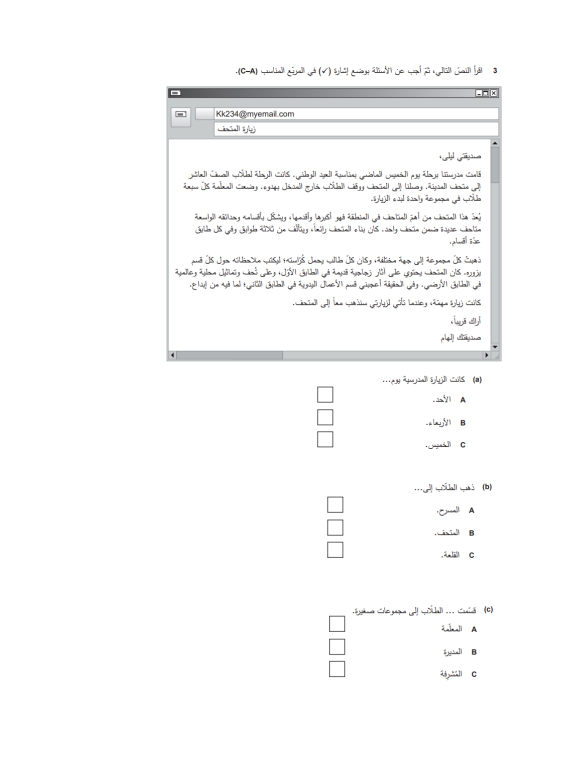 3 اقرأ النصّ التالي، ثمّ أجب عن الأسئلة بوضع إشارة (✓) في المربّع المناسب (C–A).
Kk234@myemail.com
زيارة المتحف
صديقتي ليلى،
قامت مدرستنا برحلة يوم الخميس الماضي بمناسبة العيد الوطني. كانت الرحلة لطلّاب الصفّ العاشر
إلى متحف المدينة. وصلنا إلى المتحف ووقف الطلّاب خارج المدخل بهدوء. وضعت المعلّمة كلّ سبعة
طلّاب في مجموعة واحدة لبدء الزيارة.
يُعدّ هذا المتحف من أهمّ المتاحف في المنطقة فهو أكبرها وأقدمها، ويشكّل بأقسامه وحدائقه الواسعة
متاحف عديدة ضمن متحف واحد. كان بناء المتحف رائعاً، ويتألّف من ثلاثة طوابق وفي كل طابق
عدّة أقسام.
ذهبتْ كلّ مجموعة إلى جهة مختلفة، وكان كلّ طالب يحمل كُرّاسته؛ ليكتب ملاحظاته حول كلّ قسم
يزوره. كان المتحف يحتوي على آثار زجاجية قديمة في الطابق الأوّل، وعلى تُحف وتماثيل محلية وعالمية
في الطابق الأرضي. وفي الحقيقة أعجبني قسم الأعمال اليدوية في الطابق الثاني؛ لما فيه من إبداع.
كانت زيارة مهمّة، وعندما تأتي لزيارتي سنذهب معاً إلى المتحف.
أراك قريباً،
صديقتك إلهام
(a) كانت الزيارة المدرسية يوم...
A الأحد.
B الأربعاء.
C الخميس.
(b) ذهب الطلّاب إلى...
A المسرح.
B المتحف.
C القلعة.
(c) قسّمت ... الطلّاب إلى مجموعات صغيرة.
A المعلّمة
B المديرة
C المُشرِفة